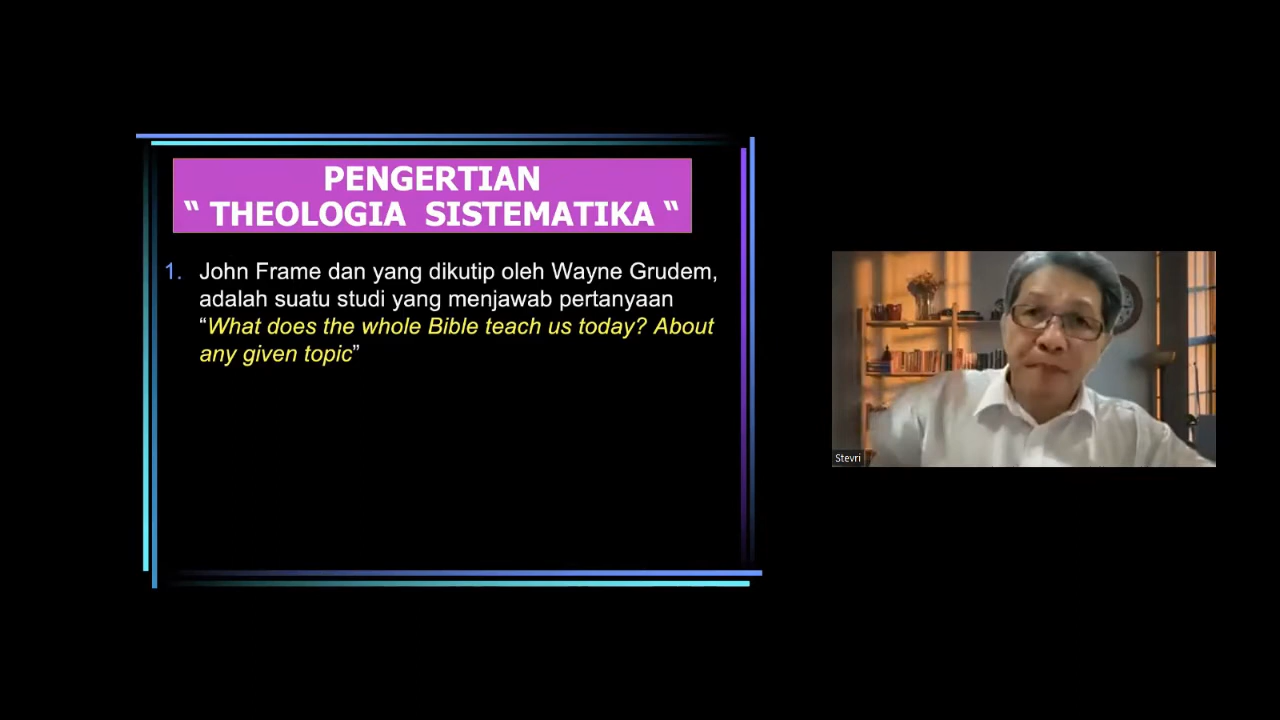 PENGERTIAN
“ THEOLOGIA SISTEMATIKA “
1. John Frame dan yang dikutip oleh Wayne Grudem,
adalah suatu studi yang menjawab pertanyaan
“What does the whole Bible teach us today? About
any given topic”
Stevri